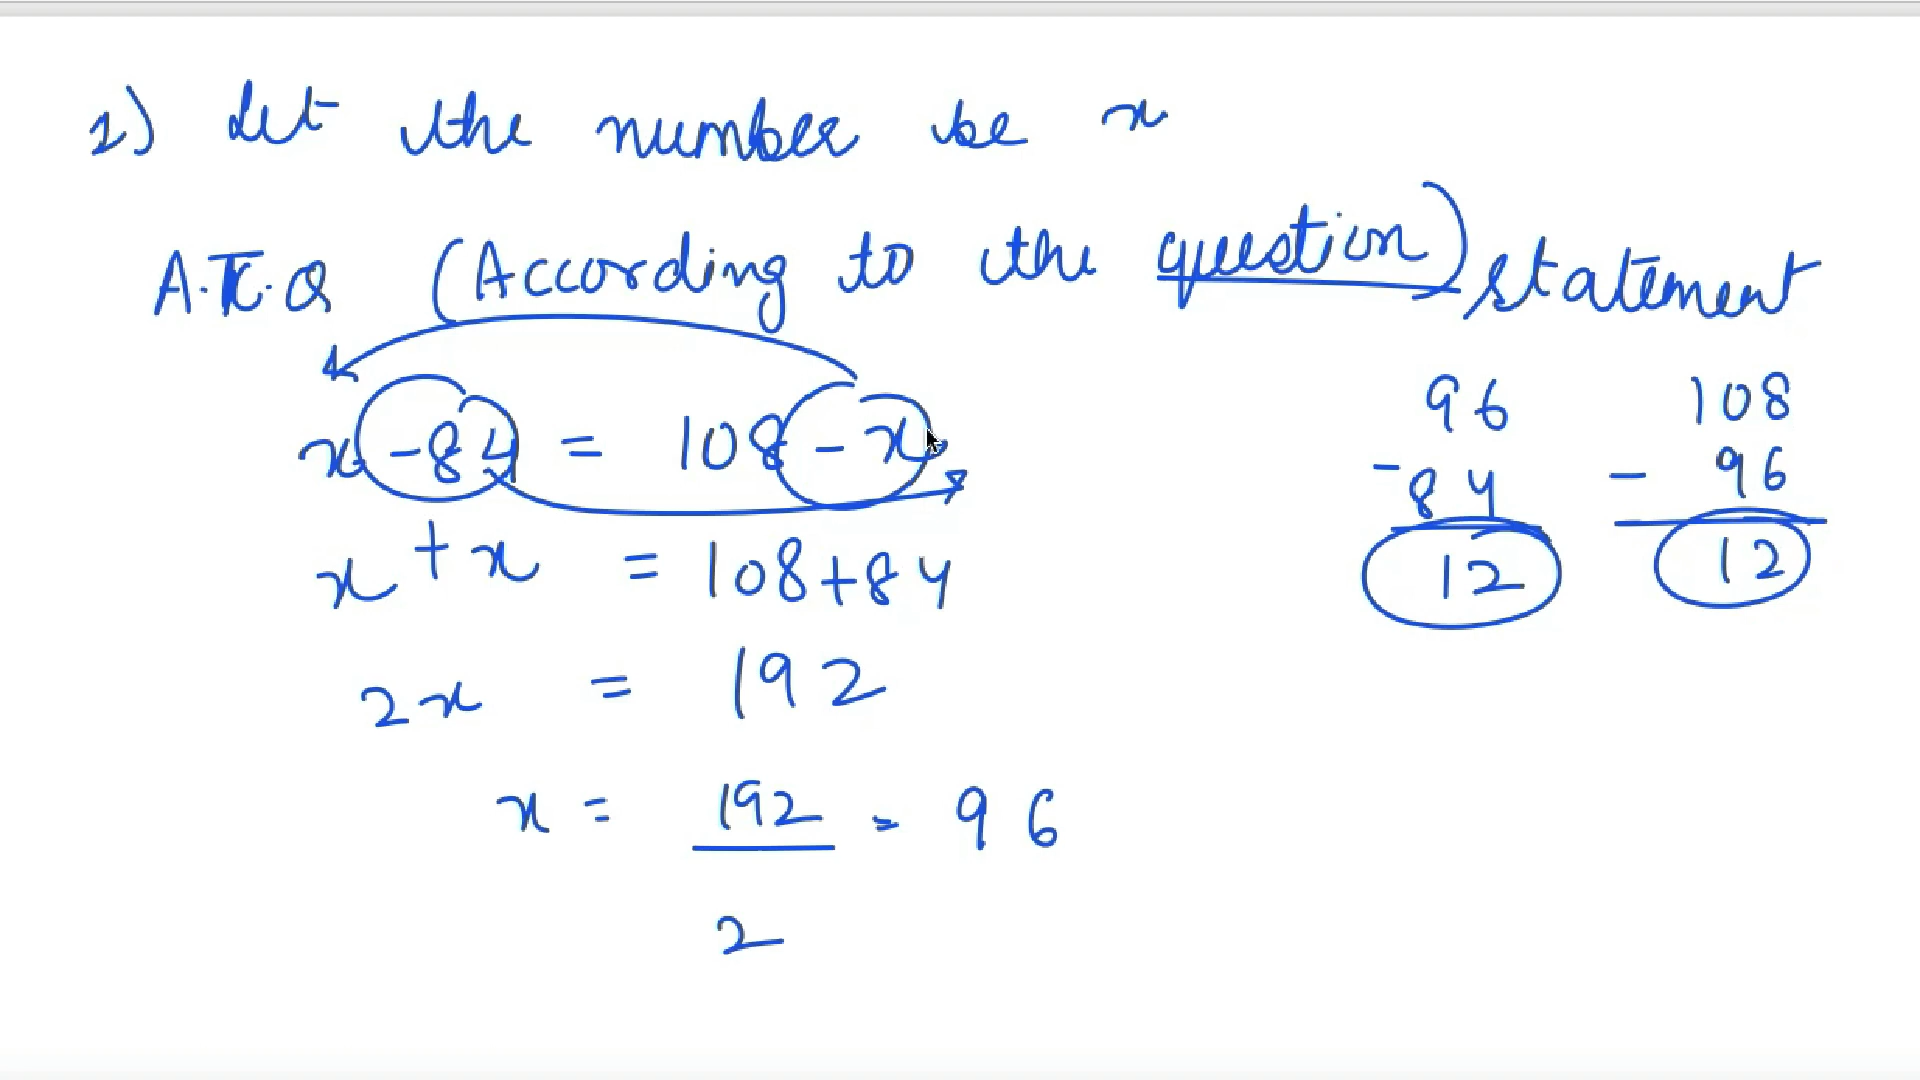 1) Let the number be x
A.T.Q (According to the question) statement
x - 84 = 108 - x
x + x = 108 + 84
2x = 192
x = 192/2 = 96
96
- 84
12
108
- 96
12